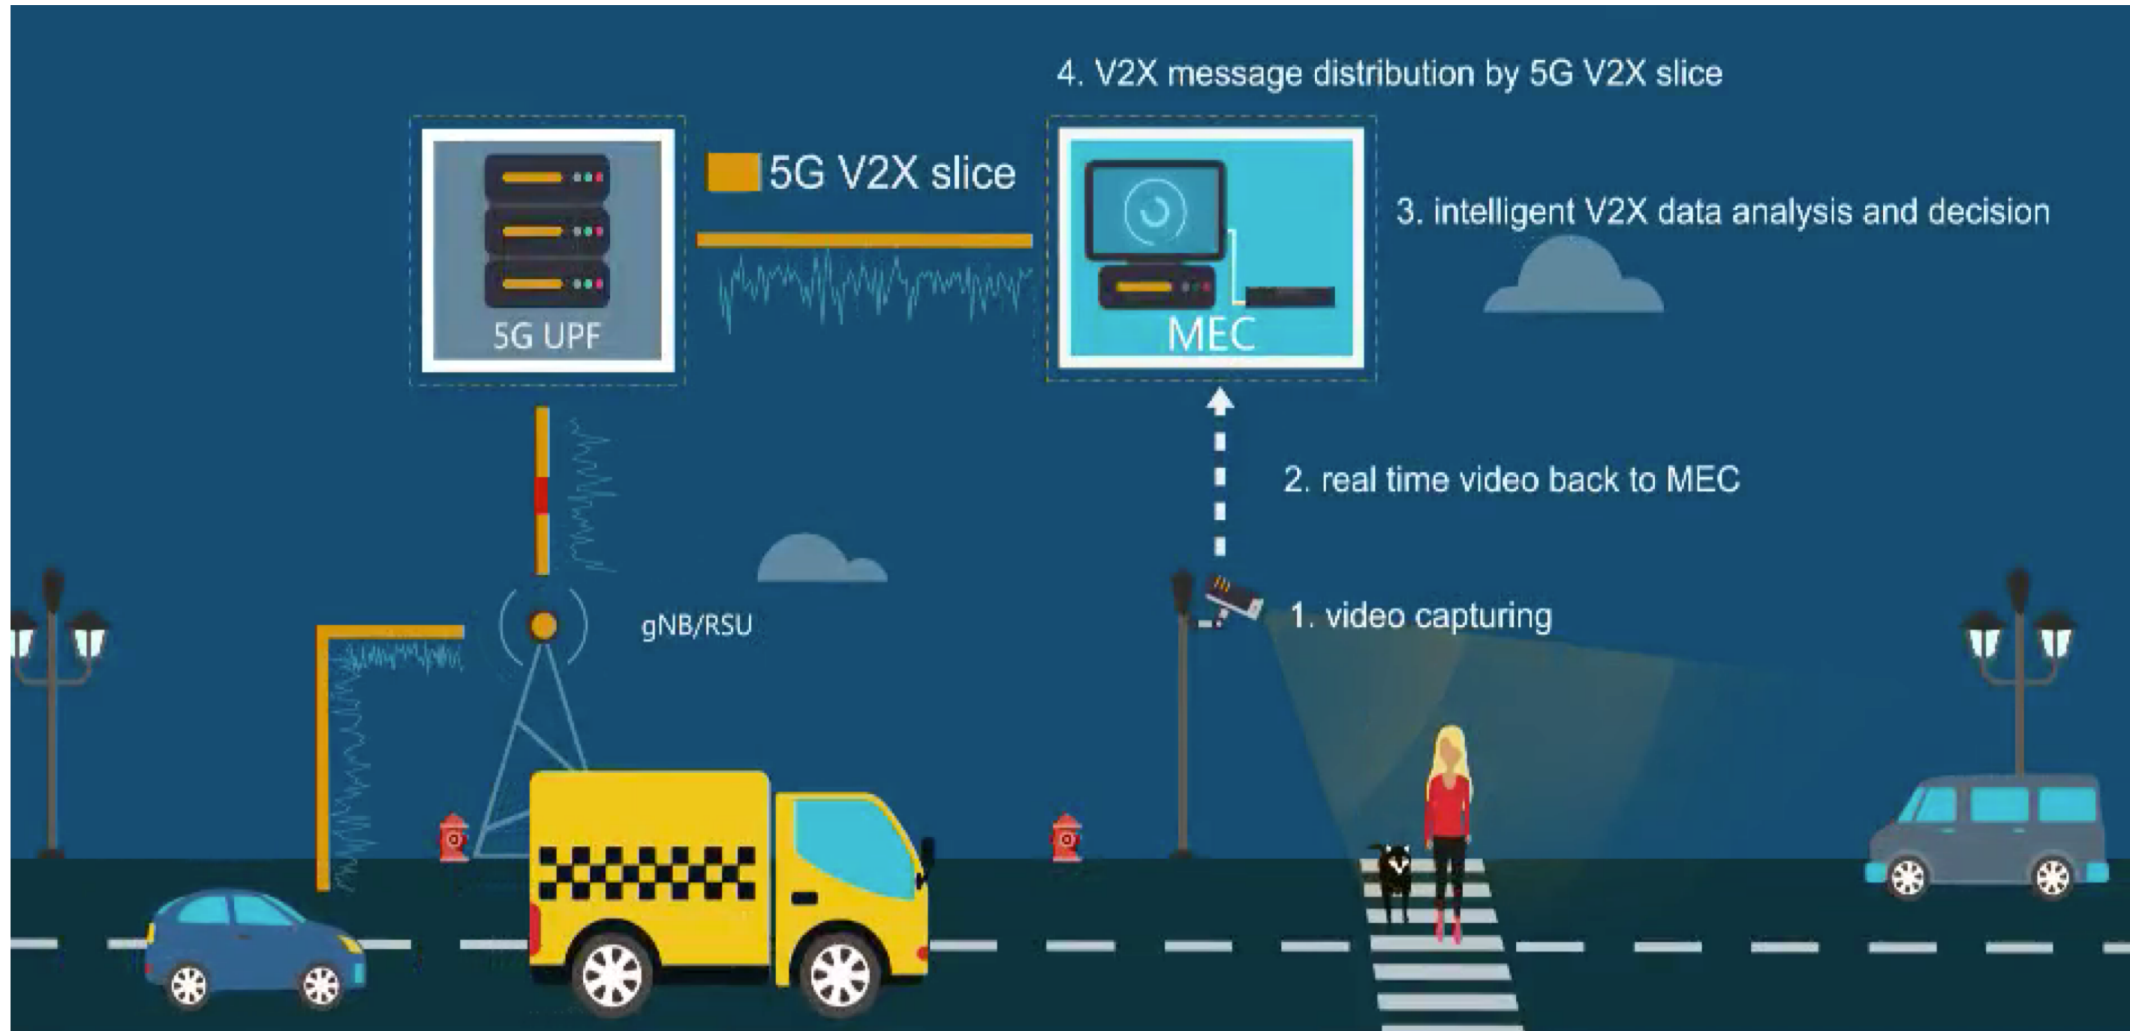 4. V2X message distribution by 5G V2X slice
5G V2X slice
3. intelligent V2X data analysis and decision
5G UPF
MEC
2. real time video back to MEC
1. video capturing
gNB/RSU